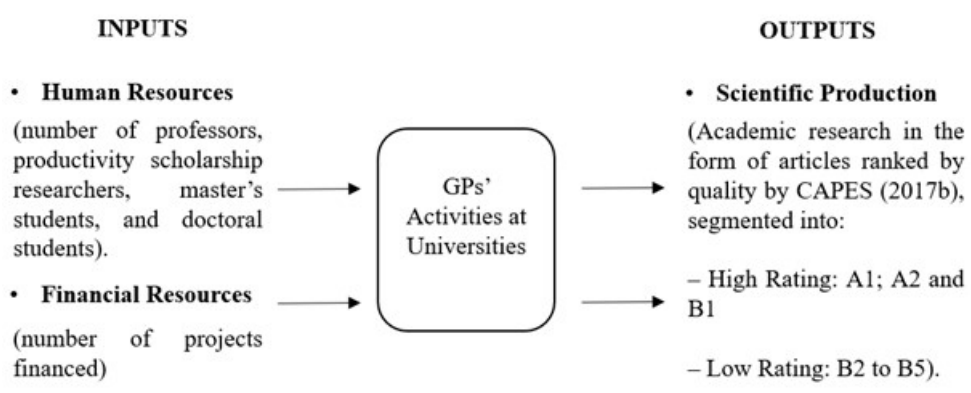 INPUTS
• Human Resources
(number of professors,
productivity scholarship
researchers, master's
students, and doctoral
students).
• Financial Resources
(number of projects
financed)
GPs'
Activities at
Universities
OUTPUTS
• Scientific Production
(Academic research in the
form of articles ranked by
quality by CAPES (2017b),
segmented into:
– High Rating: A1; A2 and
B1
– Low Rating: B2 to B5).